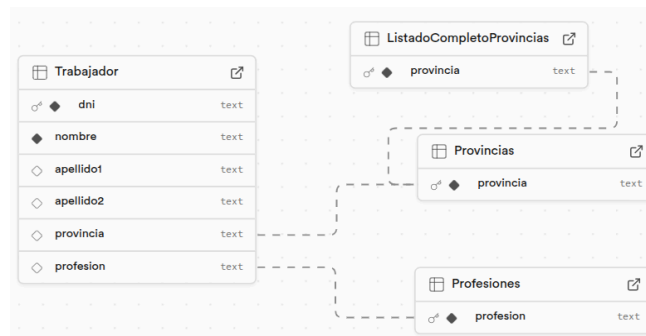 Trabajador
dni text
nombre text
apellido1 text
apellido2 text
provincia text
profesion text
ListadoCompletoProvincias
provincia text
Provincias
provincia text
Profesiones
profesion text